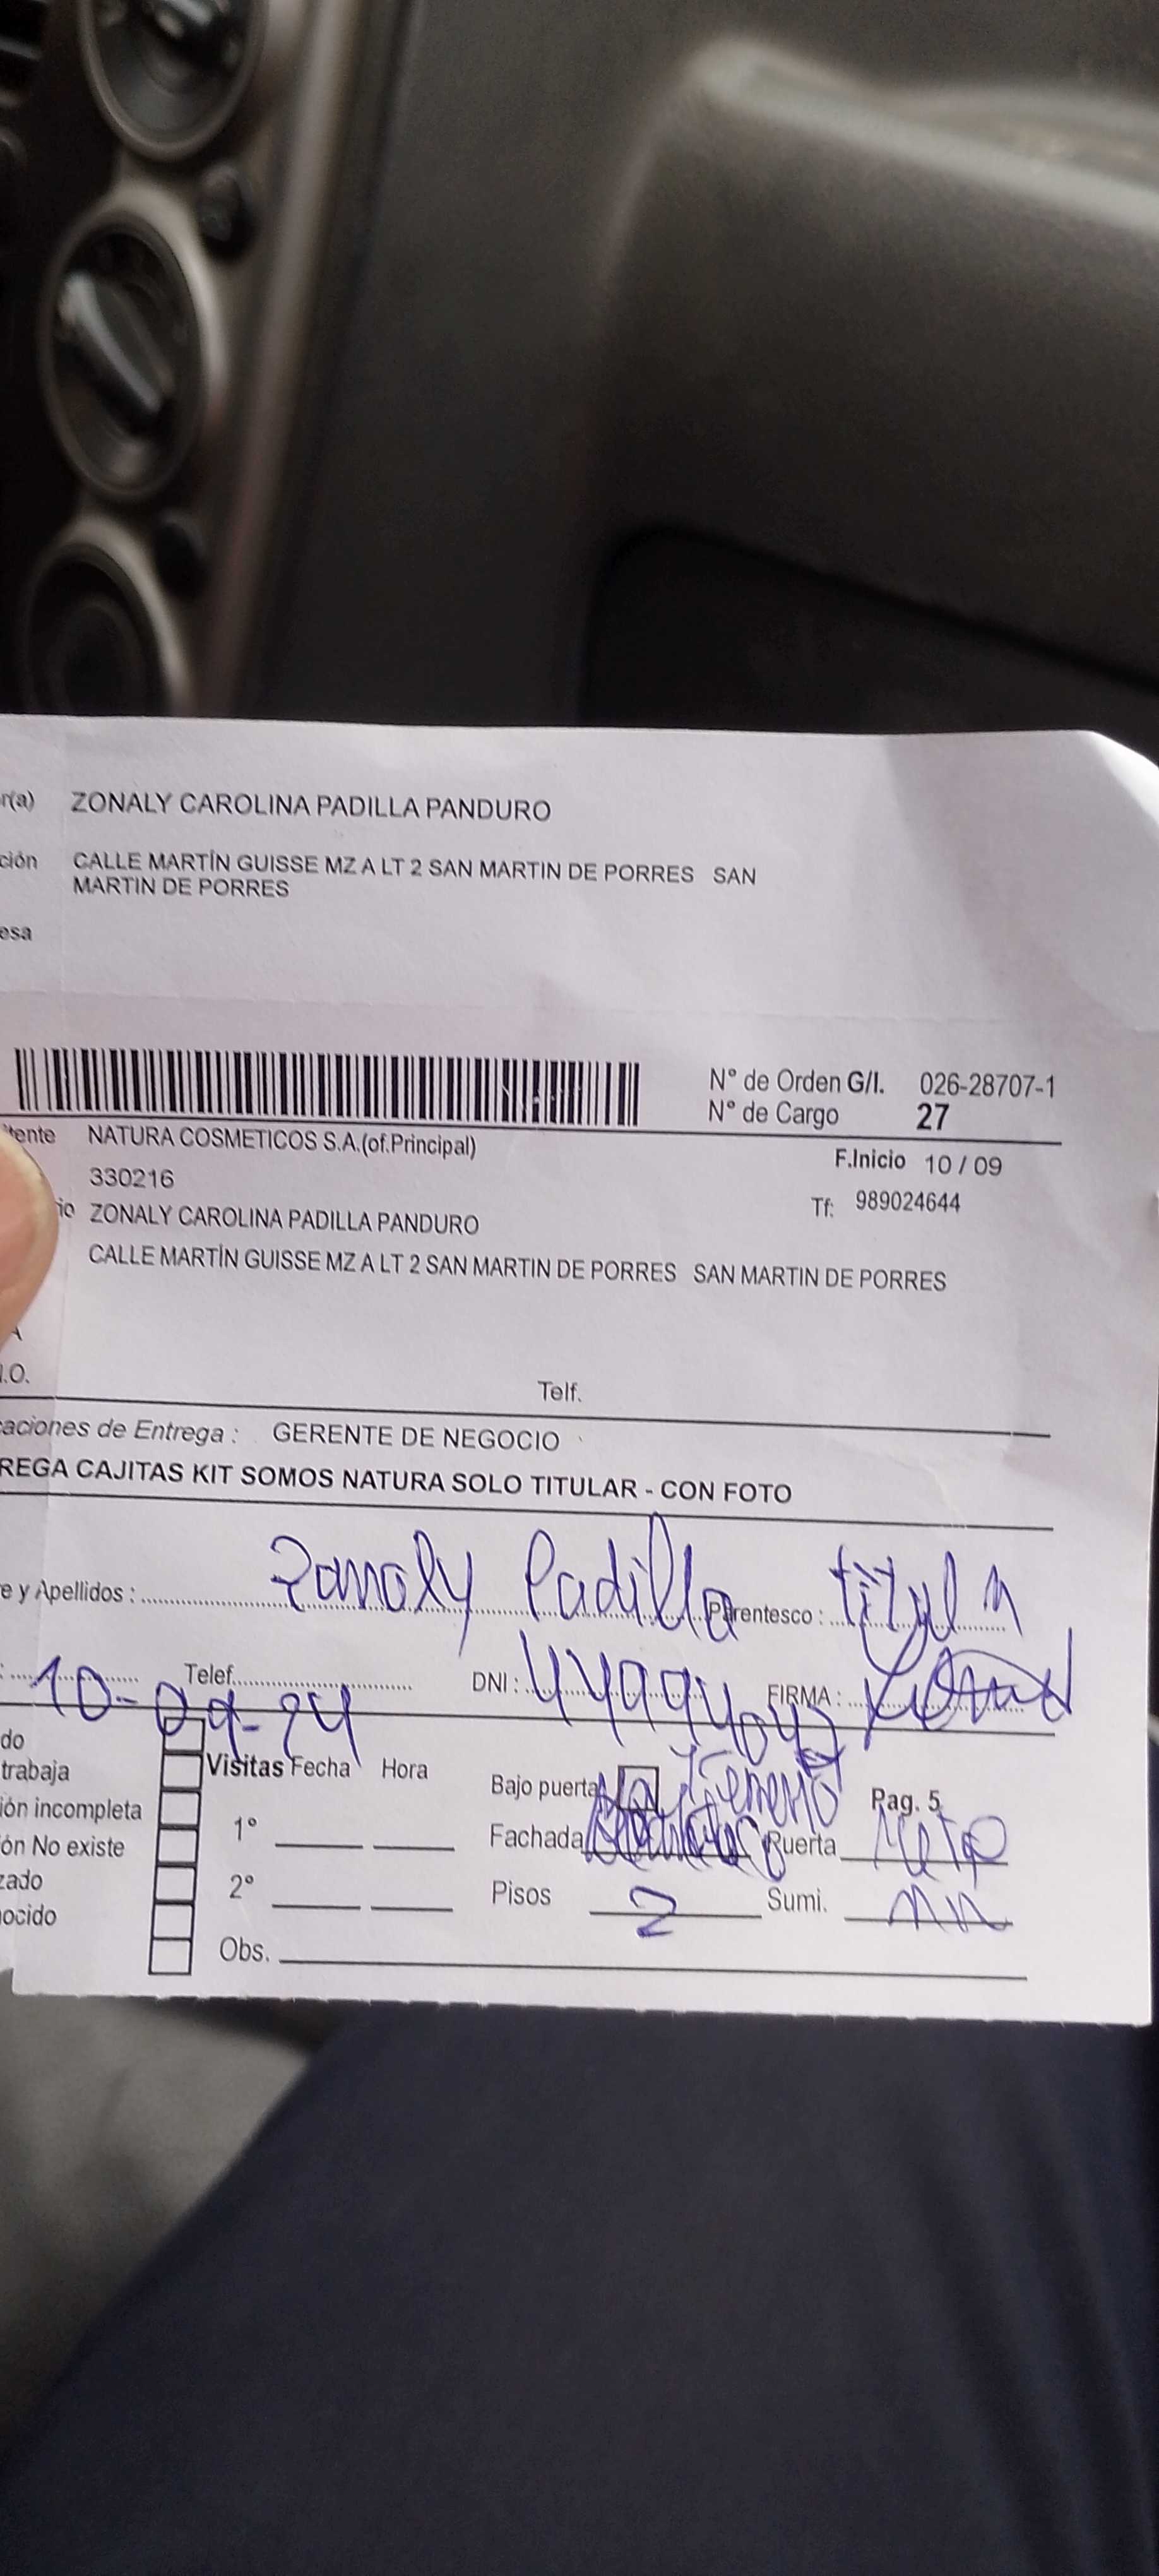 r(a) ZONALY CAROLINA PADILLA PANDURO
ción CALLE MARTÍN GUISSE MZ A LT 2 SAN MARTIN DE PORRES SAN
MARTIN DE PORRES
esa
N° de Orden G/I. 026-28707-1
N° de Cargo 27
tente NATURA COSMETICOS S.A.(of.Principal)
F.Inicio 10 / 09
330216
Tf: 989024644
io ZONALY CAROLINA PADILLA PANDURO
CALLE MARTÍN GUISSE MZ A LT 2 SAN MARTIN DE PORRES SAN MARTIN DE PORRES
A
I.O.
Telf.
caciones de Entrega : GERENTE DE NEGOCIO
REGA CAJITAS KIT SOMOS NATURA SOLO TITULAR - CON FOTO
e y Apellidos : Zonaly Padilla Parentesco :
: 10-09-24 Telef. DNI : FIRMA :
do
trabaja Visitas Fecha Hora Bajo puerta Pag. 5
ión incompleta
ón No existe 1° Fachada Puerta
zado 2° Pisos 2 Sumi.
nocido
Obs.